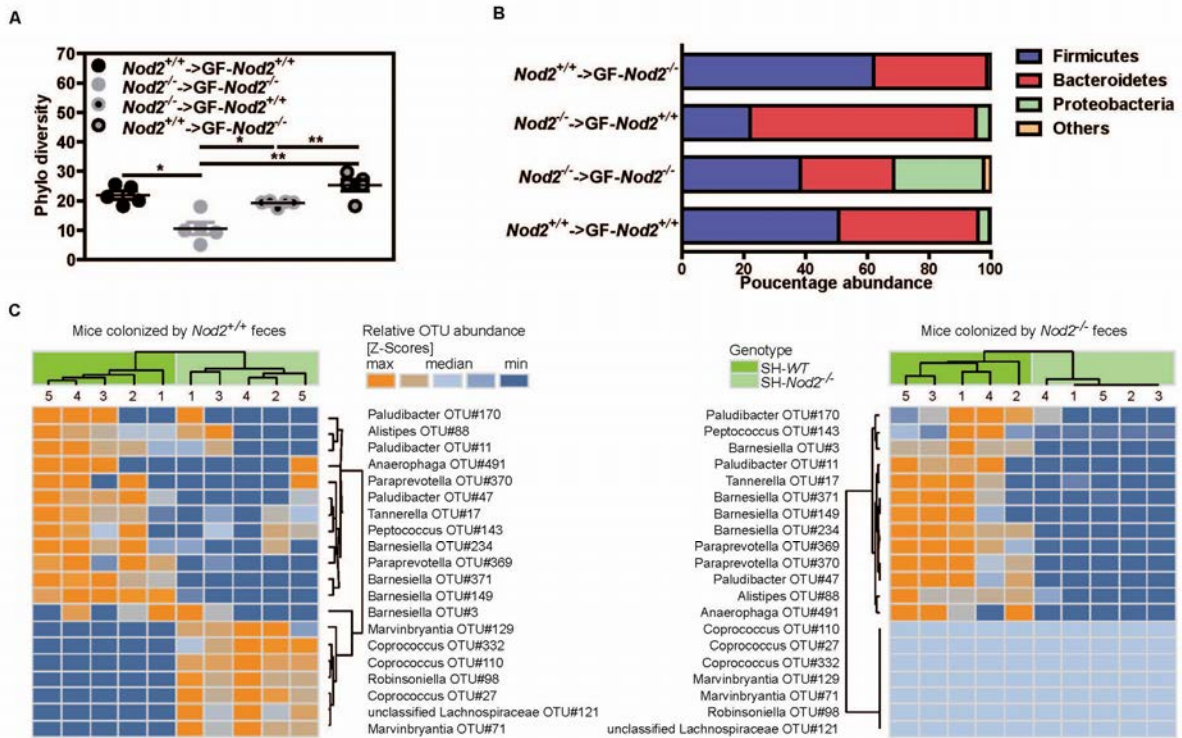 A
Phylo diversity
70
60
50
40
30
20
10
0
Nod2+/+->GF-Nod2+/+
Nod2-/-->GF-Nod2-/-
Nod2-/-->GF-Nod2+/+
Nod2+/+->GF-Nod2-/-
* **
**
*
B
Nod2+/+->GF-Nod2-/-
Nod2-/-->GF-Nod2+/+
Nod2-/-->GF-Nod2-/-
Nod2+/+->GF-Nod2+/+
0 20 40 60 80 100
Poucentage abundance
Firmicutes
Bacteroidetes
Proteobacteria
Others
C
Mice colonized by Nod2+/+ feces
5 4 3 2 1 1 3 4 2 5
Relative OTU abundance
[Z-Scores]
max median min
Paludibacter OTU#170
Alistipes OTU#88
Paludibacter OTU#11
Anaerophaga OTU#491
Paraprevotella OTU#370
Paludibacter OTU#47
Tannerella OTU#17
Peptococcus OTU#143
Barnesiella OTU#234
Paraprevotella OTU#369
Barnesiella OTU#371
Barnesiella OTU#149
Barnesiella OTU#3
Marvinbryantia OTU#129
Coprococcus OTU#332
Coprococcus OTU#110
Robinsoniella OTU#98
Coprococcus OTU#27
unclassified Lachnospiraceae OTU#121
Marvinbryantia OTU#71
Genotype
SH-WT
SH-Nod2-/-
Mice colonized by Nod2-/- feces
5 3 1 4 2 4 1 5 2 3
Paludibacter OTU#170
Peptococcus OTU#143
Barnesiella OTU#3
Paludibacter OTU#11
Tannerella OTU#17
Barnesiella OTU#371
Barnesiella OTU#149
Barnesiella OTU#234
Paraprevotella OTU#369
Paraprevotella OTU#370
Paludibacter OTU#47
Alistipes OTU#88
Anaerophaga OTU#491
Coprococcus OTU#110
Coprococcus OTU#27
Coprococcus OTU#332
Marvinbryantia OTU#129
Marvinbryantia OTU#71
Robinsoniella OTU#98
unclassified Lachnospiraceae OTU#121